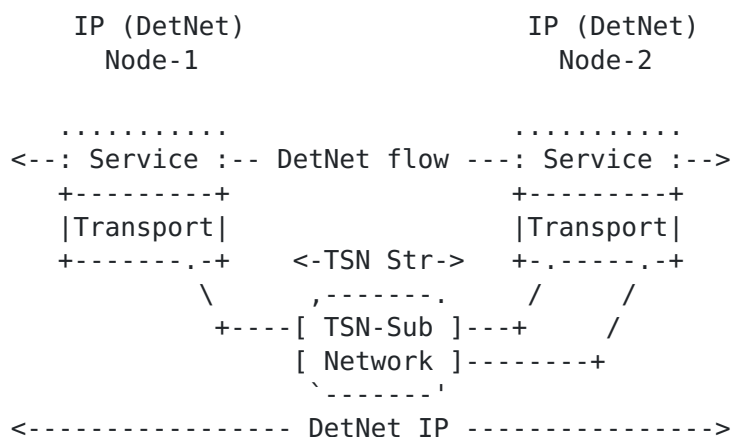 IP (DetNet)                   IP (DetNet)
Node-1                        Node-2
<--: Service :-- DetNet flow ---: Service :-->
|Transport|                   |Transport|
<-TSN Str->
[ TSN-Sub ]
[ Network ]
<----------------- DetNet IP ---------------->